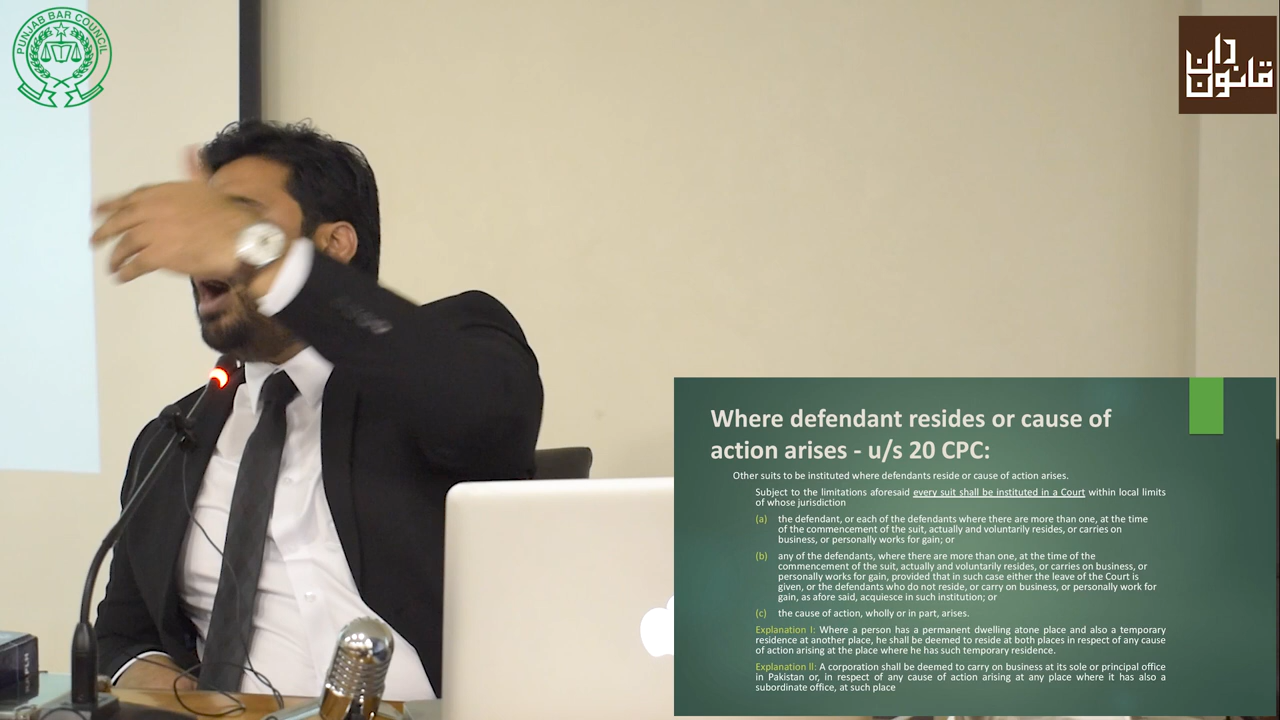 PUNJAB BAR COUNCIL
قانون دان
Where defendant resides or cause of
action arises - u/s 20 CPC:
Other suits to be instituted where defendants reside or cause of action arises.
Subject to the limitations aforesaid every suit shall be instituted in a Court within local limits
of whose jurisdiction
(a) the defendant, or each of the defendants where there are more than one, at the time
of the commencement of the suit, actually and voluntarily resides, or carries on
business, or personally works for gain; or
(b) any of the defendants, where there are more than one, at the time of the
commencement of the suit, actually and voluntarily resides, or carries on business, or
personally works for gain, provided that in such case either the leave of the Court is
given, or the defendants who do not reside, or carry on business, or personally work for
gain, as afore said, acquiesce in such institution; or
(c) the cause of action, wholly or in part, arises.
Explanation I: Where a person has a permanent dwelling atone place and also a temporary
residence at another place, he shall be deemed to reside at both places in respect of any cause
of action arising at the place where he has such temporary residence.
Explanation II: A corporation shall be deemed to carry on business at its sole or principal office
in Pakistan or, in respect of any cause of action arising at any place where it has also a
subordinate office, at such place